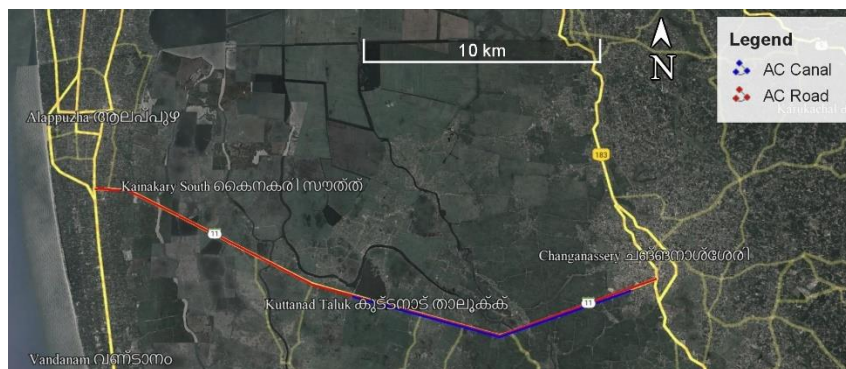 10 km
N
Legend
AC Canal
AC Road
Alappuzha ആലപ്പുഴ
183
Kainakary South കൈനകരി സൗത്ത്
11
Changanassery ചങ്ങനാശ്ശേരി
Kuttanad Taluk കുട്ടനാട് താലൂക്ക്
11
Vandanam വണ്ടാനം